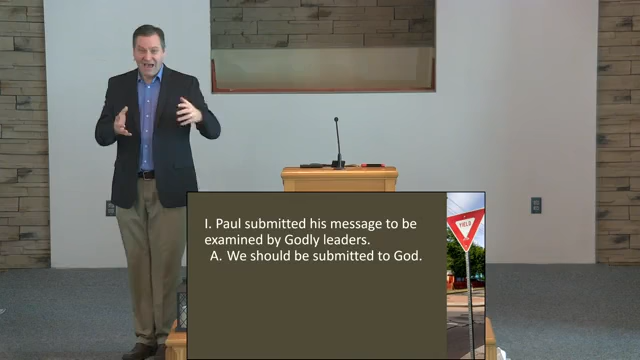 I. Paul submitted his message to be
examined by Godly leaders.
A. We should be submitted to God.
YIELD